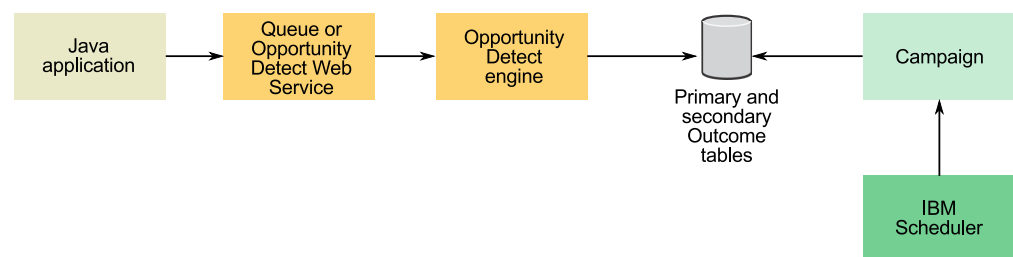 Java
application
Queue or
Opportunity
Detect Web
Service
Opportunity
Detect
engine
Primary and
secondary
Outcome
tables
Campaign
IBM
Scheduler